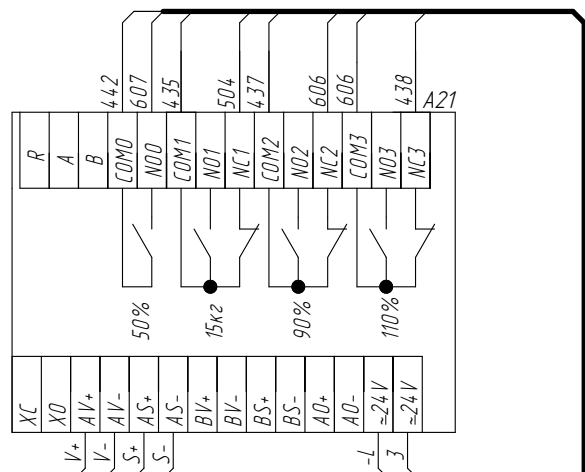 442
607
435
504
437
606
606
438
A21
R
A
B
COM0
NO0
COM1
NO1
NC1
COM2
NO2
NC2
COM3
NO3
NC3
50%
15кг
90%
110%
XC
XO
AV+
AV-
AS+
AS-
BV+
BV-
BS+
BS-
AO+
AO-
≂24V
≂24V
V+
V-
S+
S-
-L
3